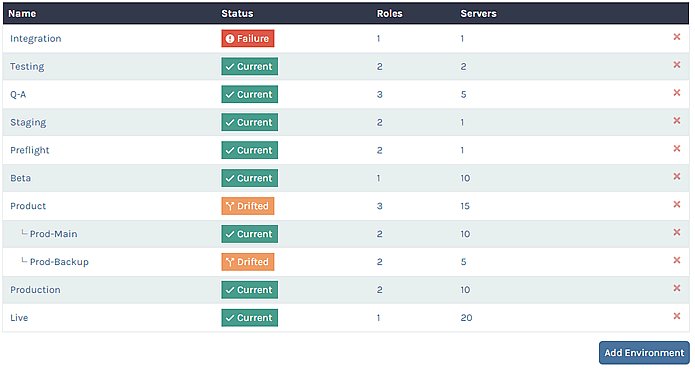 Name Status Roles Servers
Integration Failure 1 1
Testing Current 2 2
Q-A Current 3 5
Staging Current 2 1
Preflight Current 2 1
Beta Current 1 10
Product Drifted 3 15
Prod-Main Current 2 10
Prod-Backup Drifted 2 5
Production Current 2 10
Live Current 1 20
Add Environment